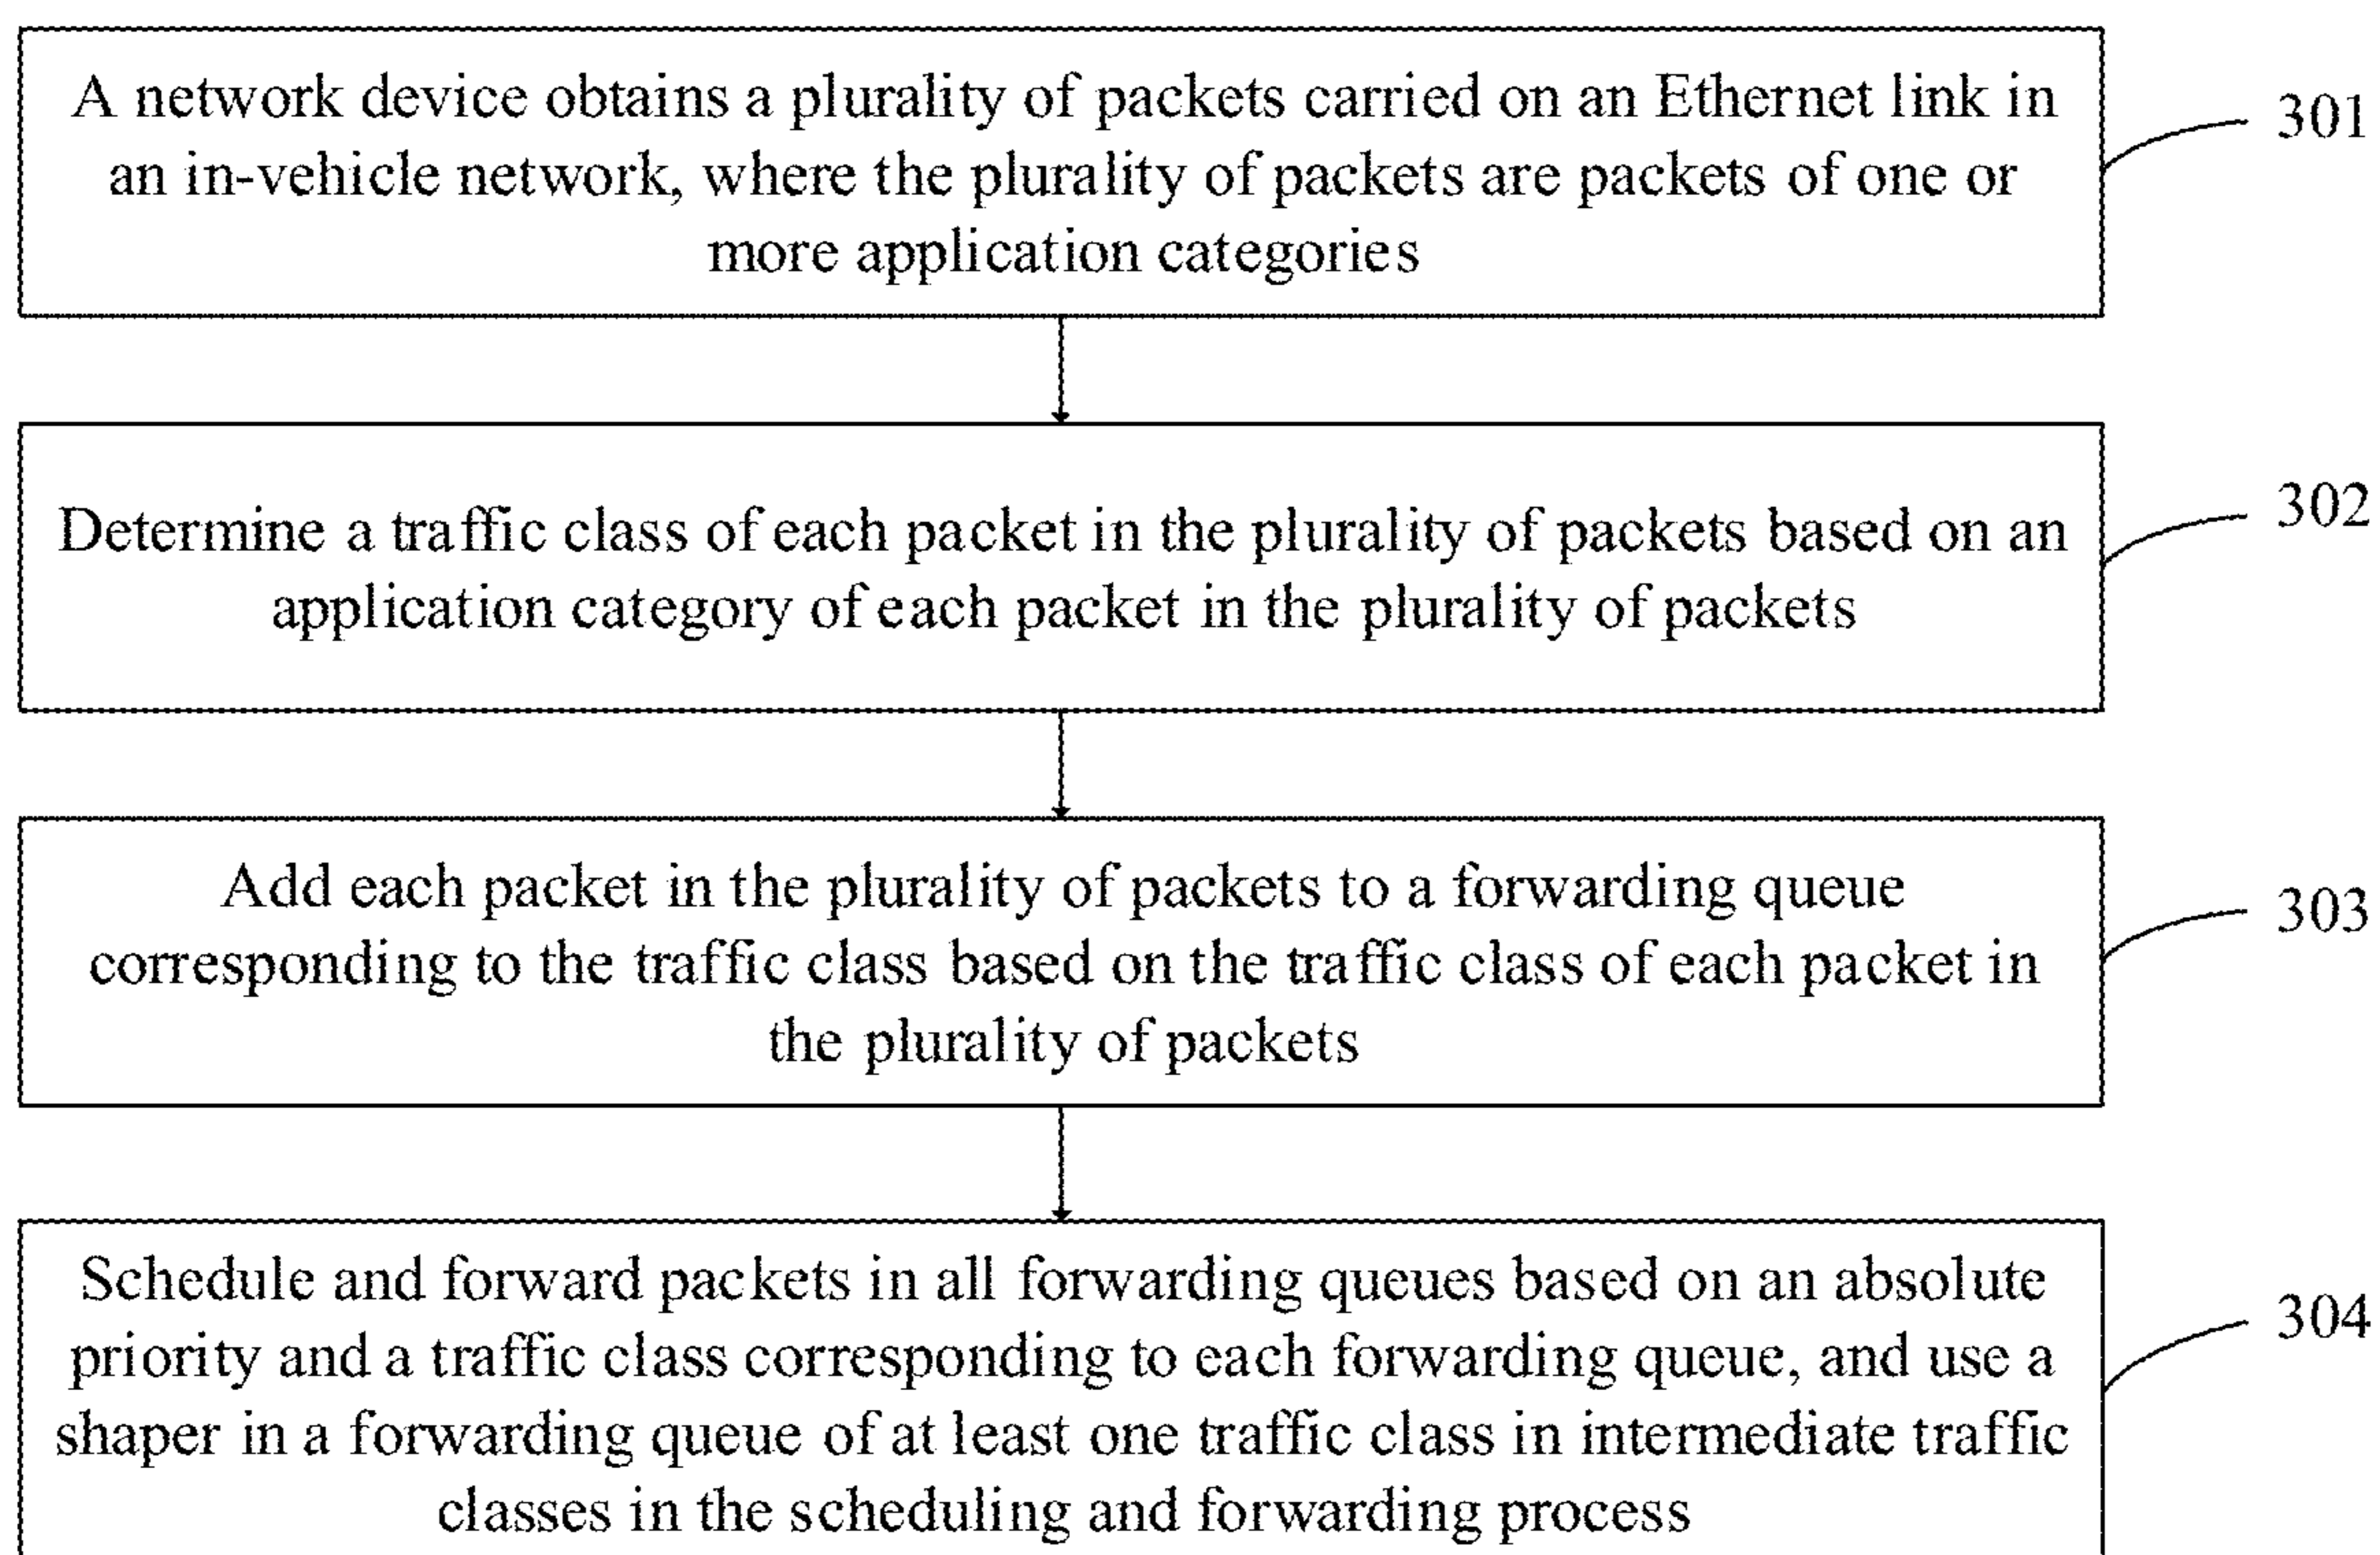 A network device obtains a plurality of packets carried on an Ethernet link in
an in-vehicle network, where the plurality of packets are packets of one or
more application categories
301
Determine a traffic class of each packet in the plurality of packets based on an
application category of each packet in the plurality of packets
302
Add each packet in the plurality of packets to a forwarding queue
corresponding to the traffic class based on the traffic class of each packet in
the plurality of packets
303
Schedule and forward packets in all forwarding queues based on an absolute
priority and a traffic class corresponding to each forwarding queue, and use a
shaper in a forwarding queue of at least one traffic class in intermediate traffic
classes in the scheduling and forwarding process
304